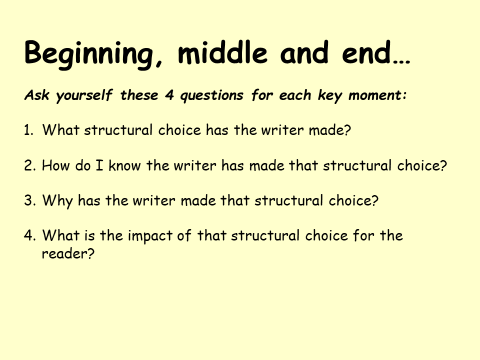 Beginning, middle and end…
Ask yourself these 4 questions for each key moment:
1. What structural choice has the writer made?
2. How do I know the writer has made that structural choice?
3. Why has the writer made that structural choice?
4. What is the impact of that structural choice for the
reader?